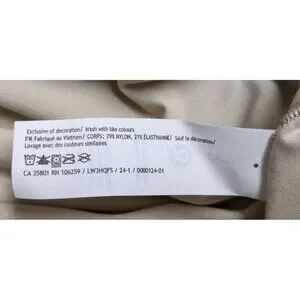 Exclusive of decoration/ Wash with like colours
FR Fabriqué au Vietnam/ CORPS: 79% NYLON, 21% ÉLASTHANNE/ Sauf la décoration/
Lavage avec des couleurs similaires
CA 35801 RN 106259 / LW3HQFS / 24-1 / 0000124-01